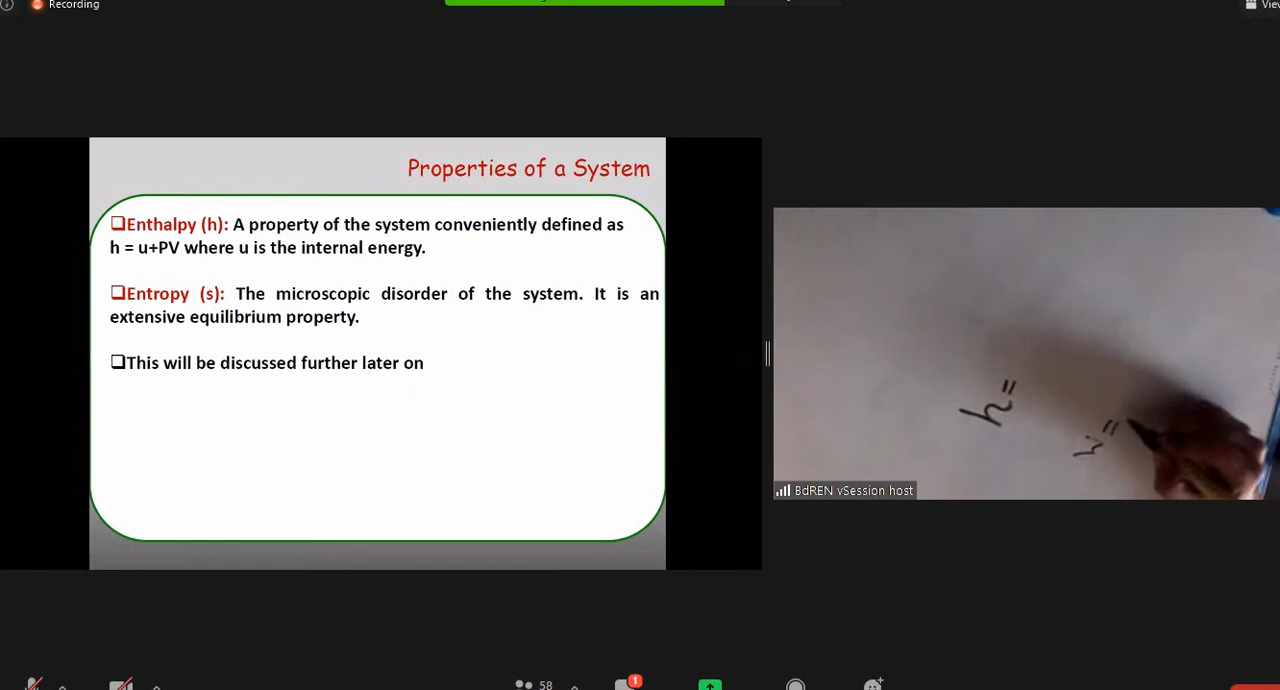 Recording
View
Properties of a System
Enthalpy (h): A property of the system conveniently defined as
h = u+PV where u is the internal energy.
Entropy (s): The microscopic disorder of the system. It is an
extensive equilibrium property.
This will be discussed further later on
h =
BdREN vSession host
58
1